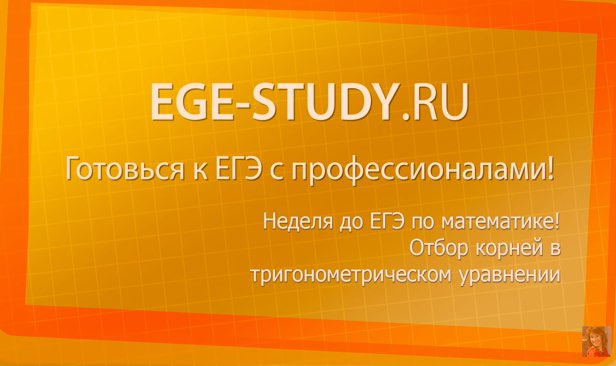 EGE-STUDY.RU
Готовься к ЕГЭ с профессионалами!
Неделя до ЕГЭ по математике!
Отбор корней в
тригонометрическом уравнении